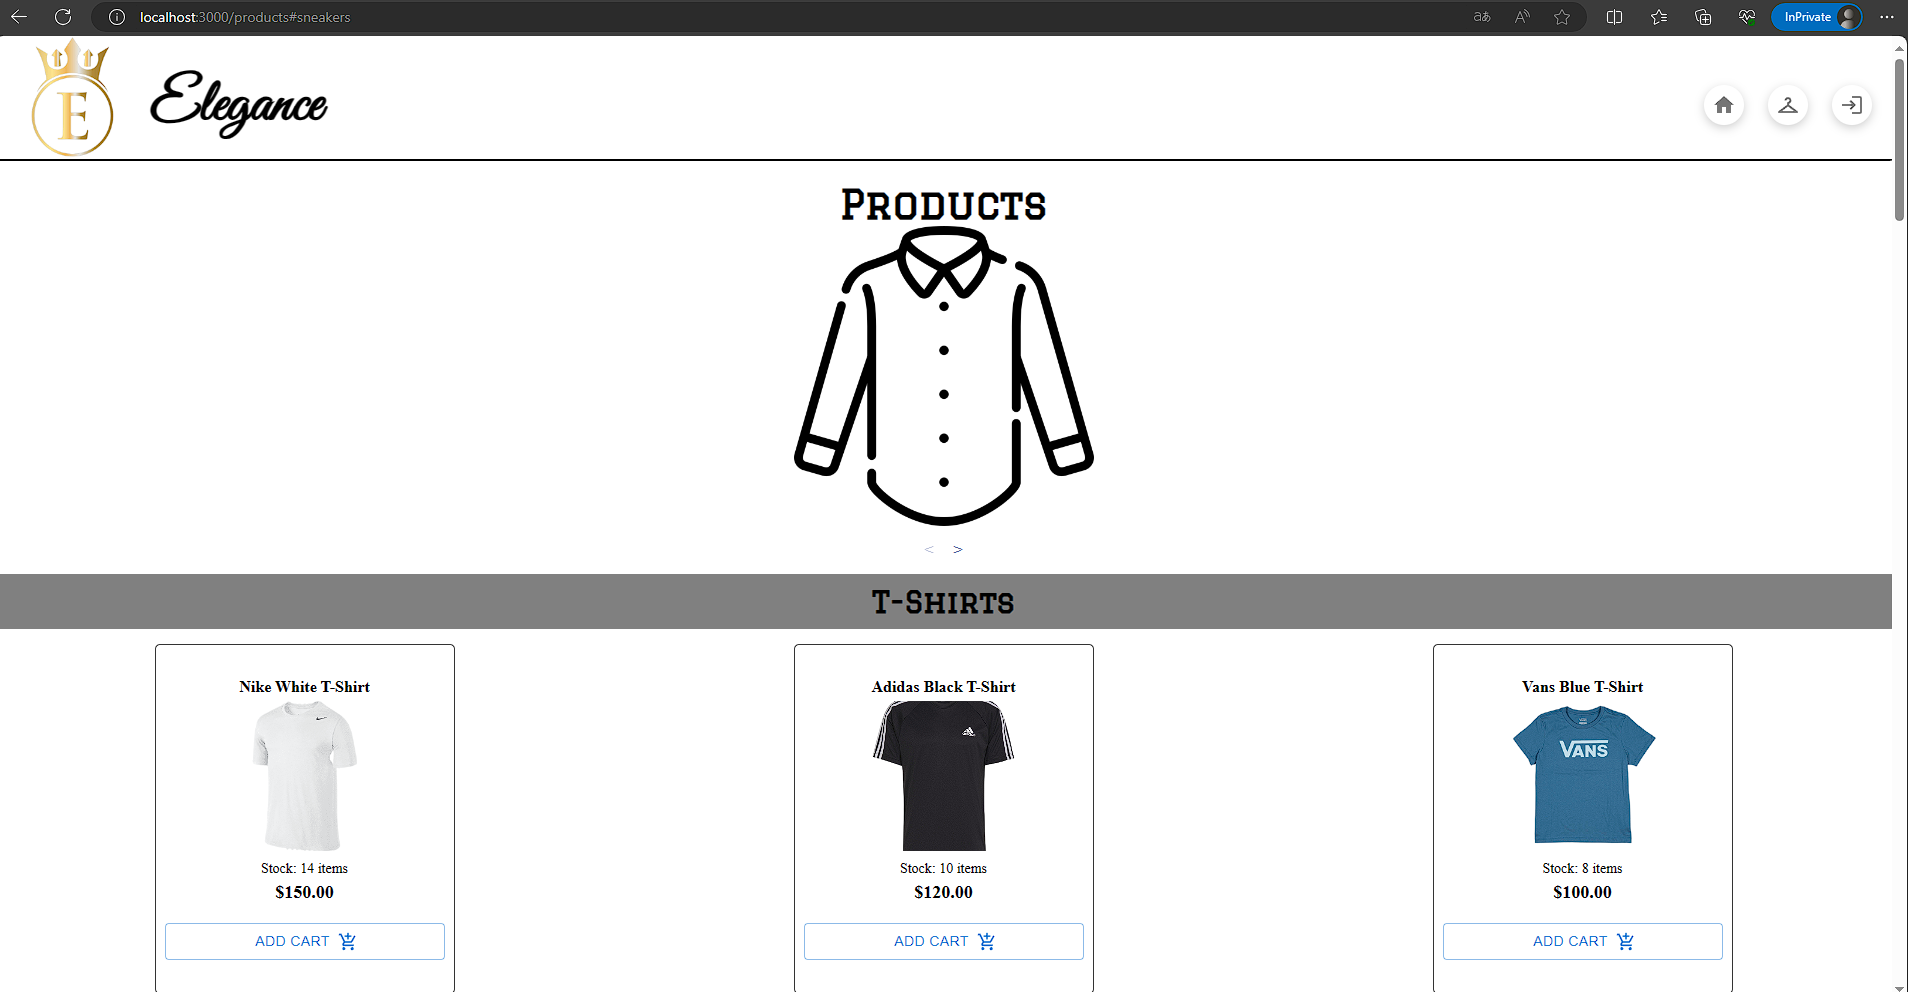 localhost:3000/products#sneakers
InPrivate
E
Elegance
Products
< >
T-Shirts
Nike White T-Shirt
Stock: 14 items
$150.00
ADD CART
Adidas Black T-Shirt
Stock: 10 items
$120.00
ADD CART
Vans Blue T-Shirt
VANS
Stock: 8 items
$100.00
ADD CART